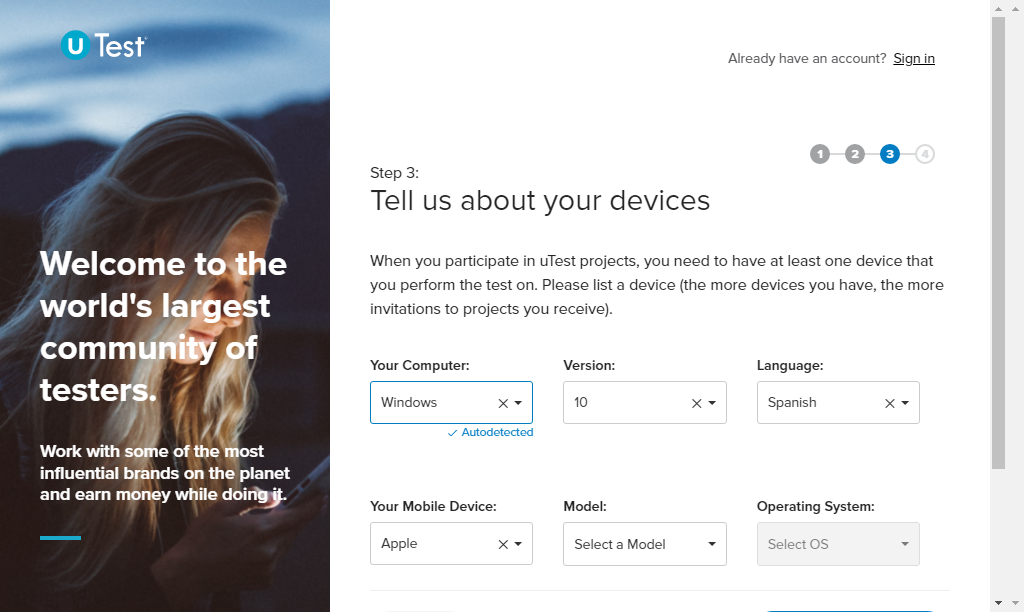 U Test
Already have an account? Sign in
1 2 3 4
Step 3:
Tell us about your devices
Welcome to the
world's largest
community of
testers.
Work with some of the most
influential brands on the planet
and earn money while doing it.
When you participate in uTest projects, you need to have at least one device that
you perform the test on. Please list a device (the more devices you have, the more
invitations to projects you receive).
Your Computer: Version: Language:
Windows 10 Spanish
Autodetected
Your Mobile Device: Model: Operating System:
Apple Select a Model Select OS